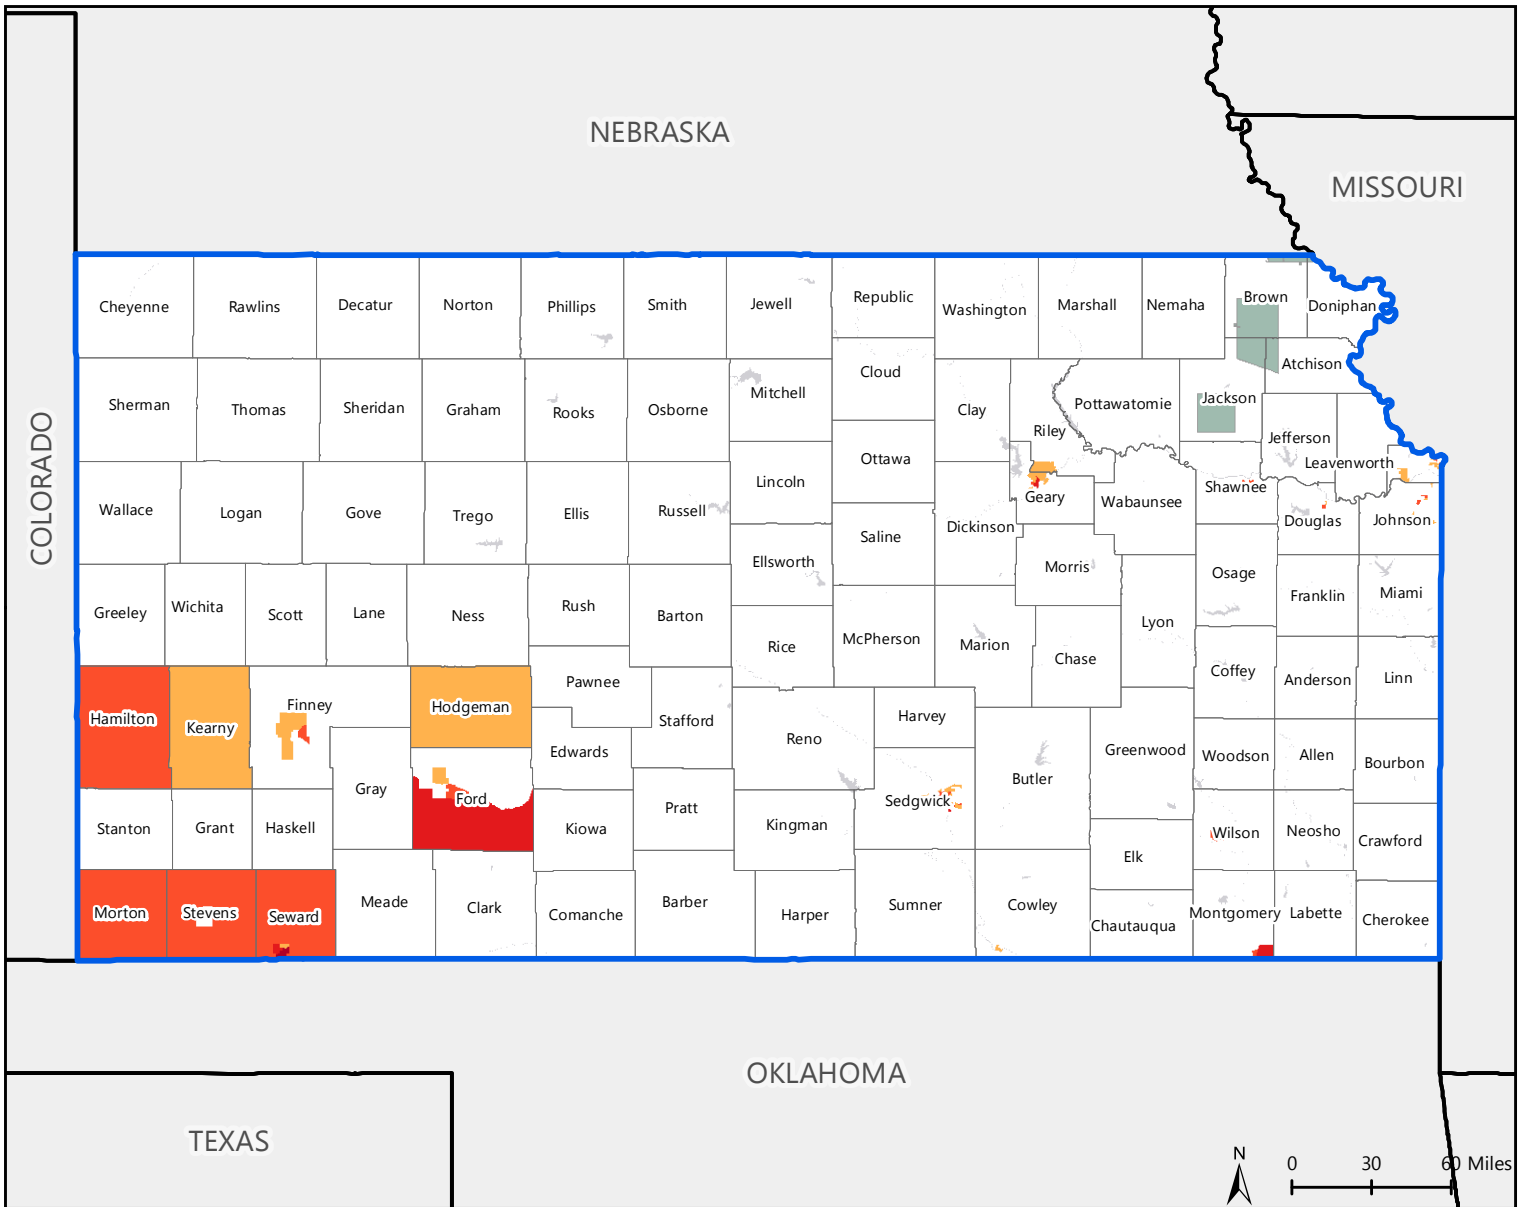 NEBRASKA
MISSOURI
COLORADO
Cheyenne
Rawlins
Decatur
Norton
Phillips
Smith
Jewell
Republic
Washington
Marshall
Nemaha
Brown
Doniphan
Sherman
Thomas
Sheridan
Graham
Rooks
Osborne
Mitchell
Cloud
Clay
Riley
Pottawatomie
Jackson
Atchison
Jefferson
Leavenworth
Wallace
Logan
Gove
Trego
Ellis
Russell
Lincoln
Ottawa
Saline
Dickinson
Geary
Wabaunsee
Shawnee
Douglas
Johnson
Ellsworth
Morris
Osage
Franklin
Miami
Greeley
Wichita
Scott
Lane
Ness
Rush
Barton
Rice
McPherson
Marion
Chase
Lyon
Coffey
Anderson
Linn
Hamilton
Kearny
Finney
Hodgeman
Pawnee
Stafford
Edwards
Reno
Harvey
Butler
Greenwood
Woodson
Allen
Bourbon
Gray
Ford
Sedgwick
Stanton
Grant
Haskell
Kiowa
Pratt
Kingman
Elk
Wilson
Neosho
Crawford
Morton
Stevens
Seward
Meade
Clark
Comanche
Barber
Harper
Sumner
Cowley
Chautauqua
Montgomery
Labette
Cherokee
OKLAHOMA
TEXAS
N
0 30 60 Miles